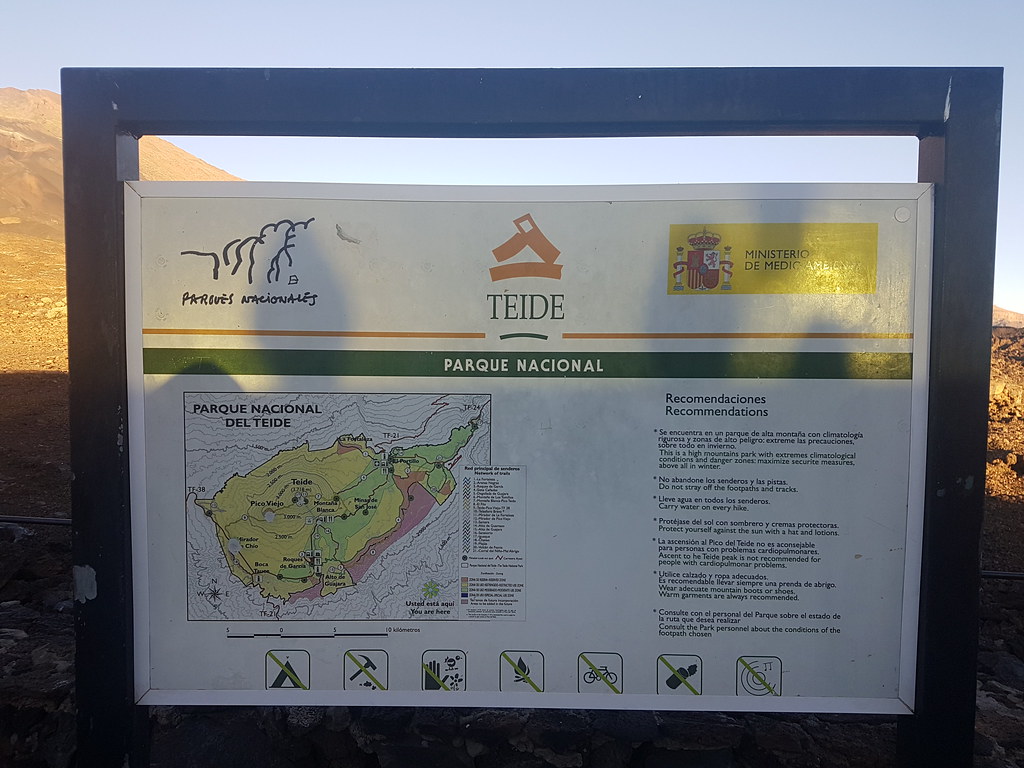 PARQUES NACIONALES
TEIDE
MINISTERIO
DE MEDIO AMBIENTE
PARQUE NACIONAL
PARQUE NACIONAL
DEL TEIDE
TF-24
TF-21
La Fortaleza
El Portillo
TF-38
Teide
Pico Viejo
Montaña
Blanca
Minas de
San José
3.000 m
2.500 m
Mirador
de Chío
Boca
Tauce
Roques
de García
Alto de
Guajara
TF-21
N
W
E
S
Red principal de senderos
Network of trails
Usted está aquí
You are here
5
0
5
10 kilómetros
Recomendaciones
Recommendations
* Se encuentra en un parque de alta montaña con climatología
rigurosa y zonas de alto peligro: extreme las precauciones,
sobre todo en invierno.
This is a high mountains park with extremes climatological
conditions and danger zones: maximize securite measures,
above all in winter.
* No abandone los senderos y las pistas.
Do not stray off the footpaths and tracks.
* Lleve agua en todos los senderos.
Carry water on every hike.
* Protéjase del sol con sombrero y cremas protectoras.
Protect yourself against the sun with a hat and lotions.
* La ascensión al Pico del Teide no es aconsejable
para personas con problemas cardiopulmonares.
Ascent to he Teide peak is not recommended for
people with cardiopulmonar problems.
* Utilice calzado y ropa adecuados.
Es recomendable llevar siempre una prenda de abrigo.
Wear adequate mountain boots or shoes.
Warm garments are always recommended.
* Consulte con el personal del Parque sobre el estado de
la ruta que desea realizar
Consult the Park personnel about the conditions of the
footpath chosen